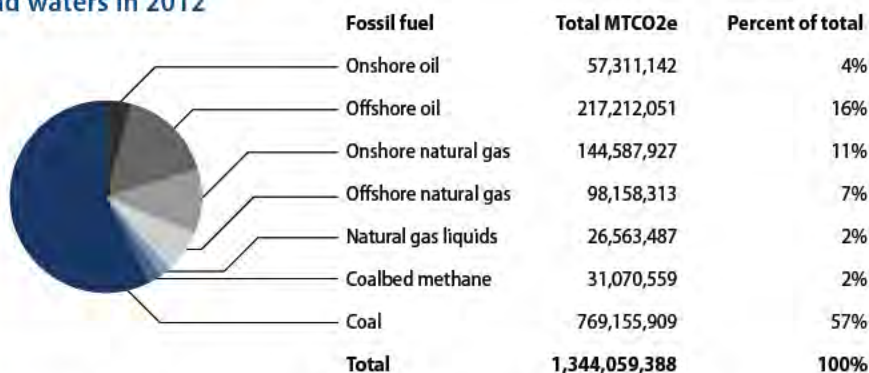 waters in 2012
Fossil fuel Total MTCO2e Percent of total
Onshore oil 57,311,142 4%
Offshore oil 217,212,051 16%
Onshore natural gas 144,587,927 11%
Offshore natural gas 98,158,313 7%
Natural gas liquids 26,563,487 2%
Coalbed methane 31,070,559 2%
Coal 769,155,909 57%
Total 1,344,059,388 100%